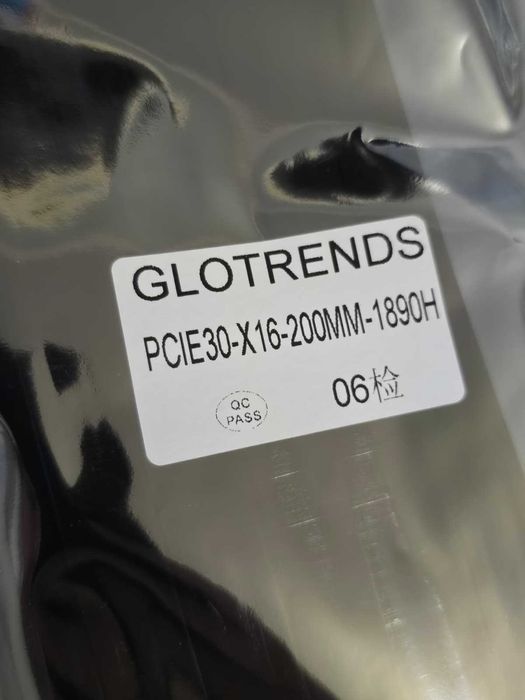 GLOTRENDS
PCIE30-X16-200MM-1890H
QC
PASS
06检